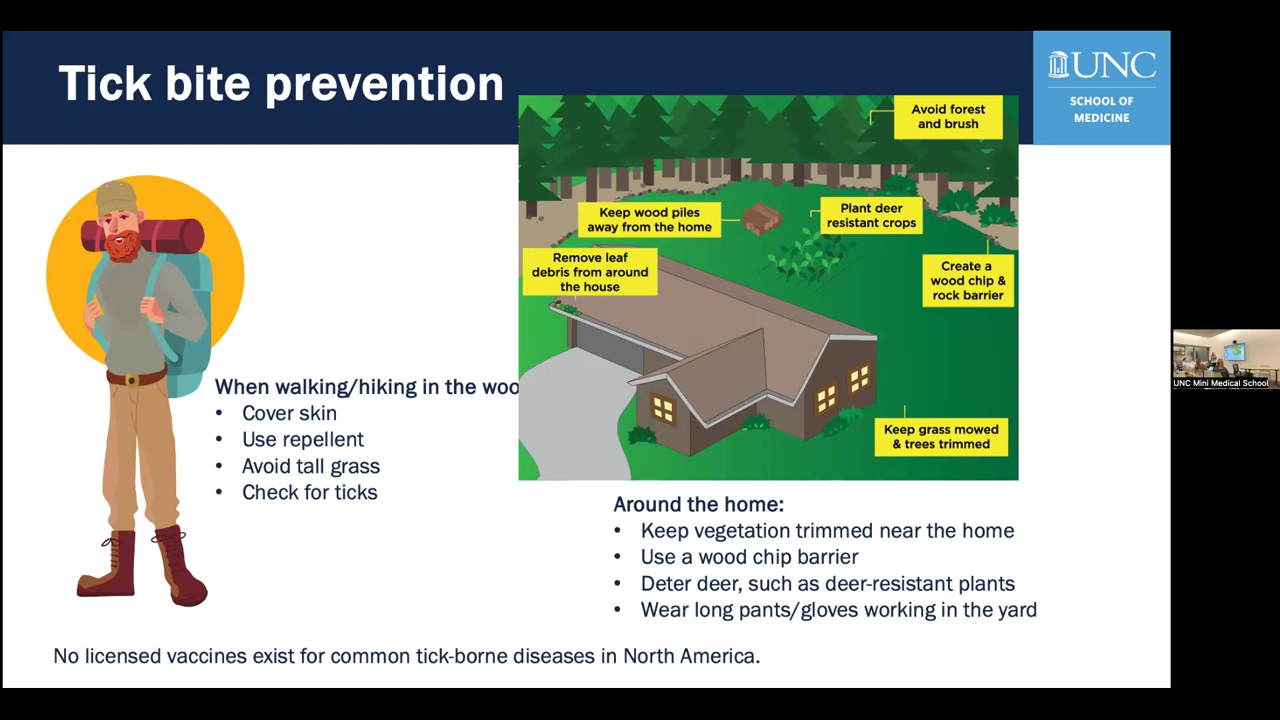 Tick bite prevention
UNC
SCHOOL OF
MEDICINE
Avoid forest
and brush
Keep wood piles
away from the home
Plant deer
resistant crops
Remove leaf
debris from around
the house
Create a
wood chip &
rock barrier
Keep grass mowed
& trees trimmed
When walking/hiking in the woo
• Cover skin
• Use repellent
• Avoid tall grass
• Check for ticks
Around the home:
• Keep vegetation trimmed near the home
• Use a wood chip barrier
• Deter deer, such as deer-resistant plants
• Wear long pants/gloves working in the yard
No licensed vaccines exist for common tick-borne diseases in North America.
UNC Mini Medical School